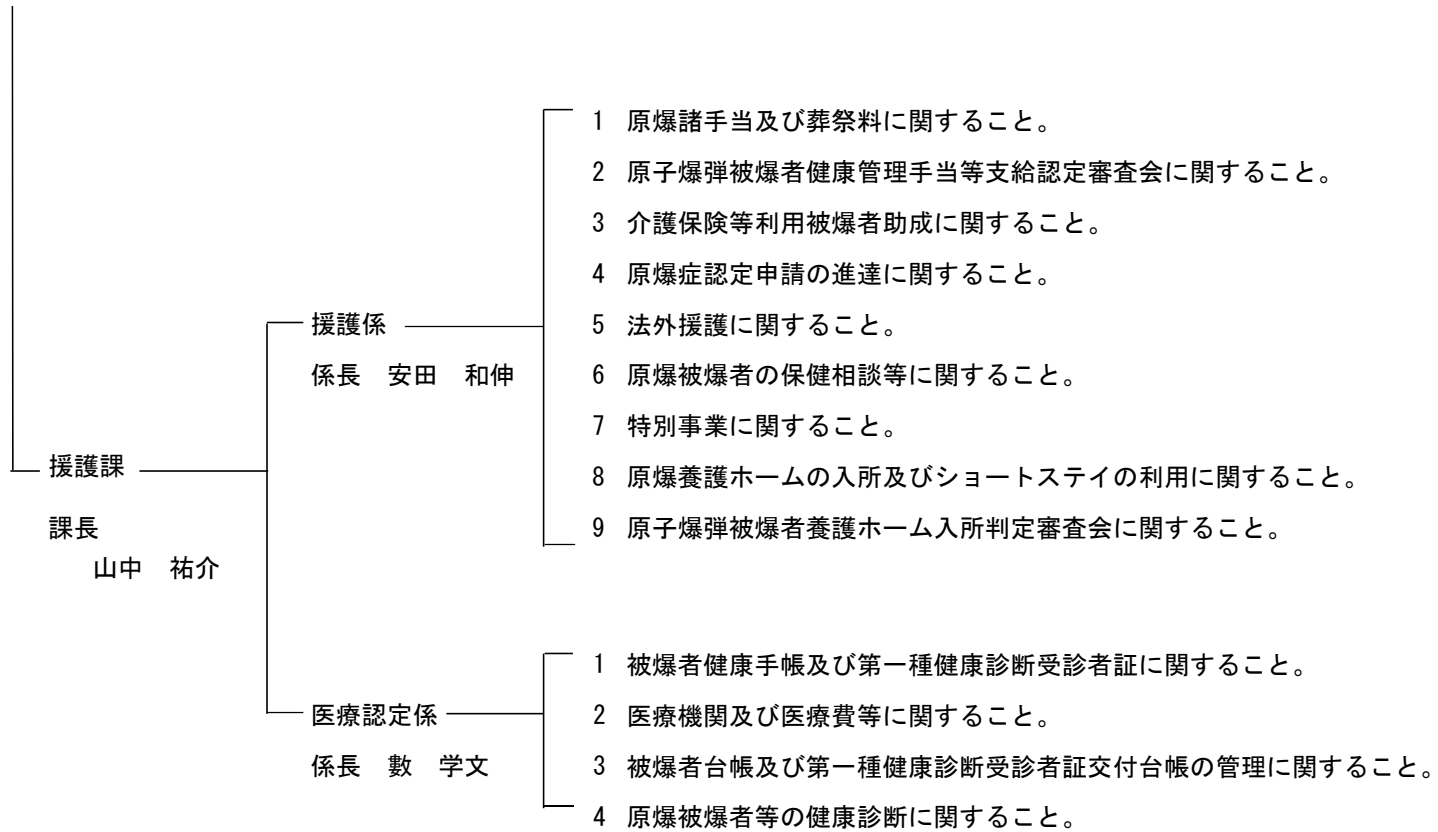 援護課
課長
山中　祐介
援護係
係長　安田　和伸
1　原爆諸手当及び葬祭料に関すること。
2　原子爆弾被爆者健康管理手当等支給認定審査会に関すること。
3　介護保険等利用被爆者助成に関すること。
4　原爆症認定申請の進達に関すること。
5　法外援護に関すること。
6　原爆被爆者の保健相談等に関すること。
7　特別事業に関すること。
8　原爆養護ホームの入所及びショートステイの利用に関すること。
9　原子爆弾被爆者養護ホーム入所判定審査会に関すること。
医療認定係
係長　數　学文
1　被爆者健康手帳及び第一種健康診断受診者証に関すること。
2　医療機関及び医療費等に関すること。
3　被爆者台帳及び第一種健康診断受診者証交付台帳の管理に関すること。
4　原爆被爆者等の健康診断に関すること。